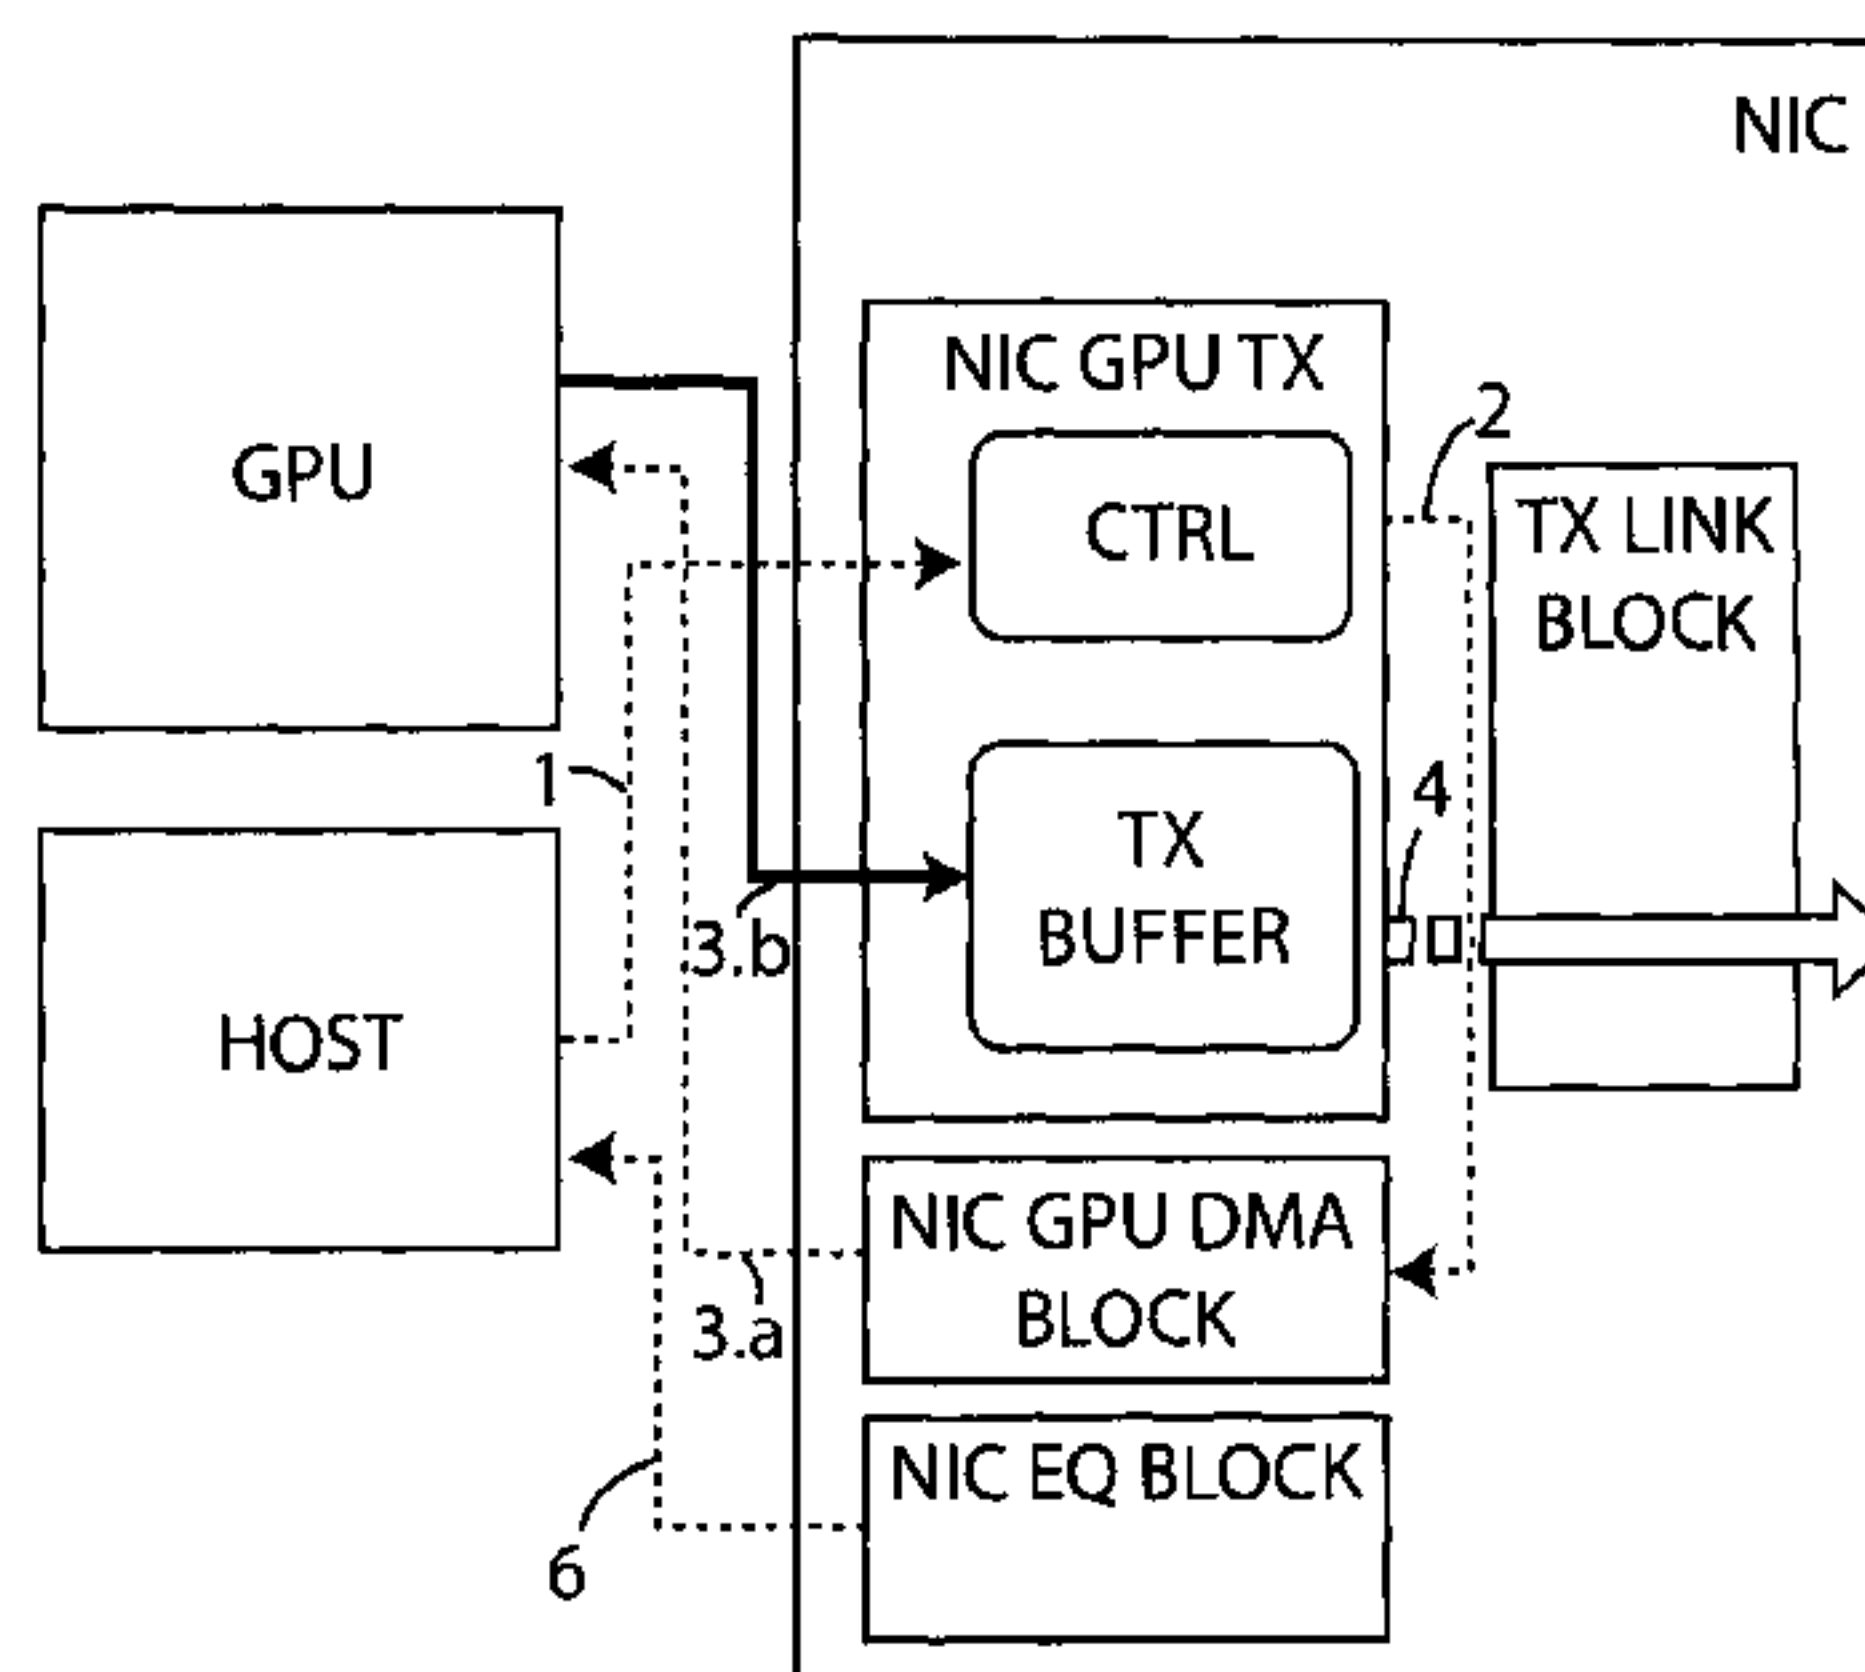 NIC
GPU
NIC GPU TX
CTRL
2
TX LINK
BLOCK
1
TX
BUFFER
4
3.b
HOST
NIC GPU DMA
BLOCK
3.a
NIC EQ BLOCK
6